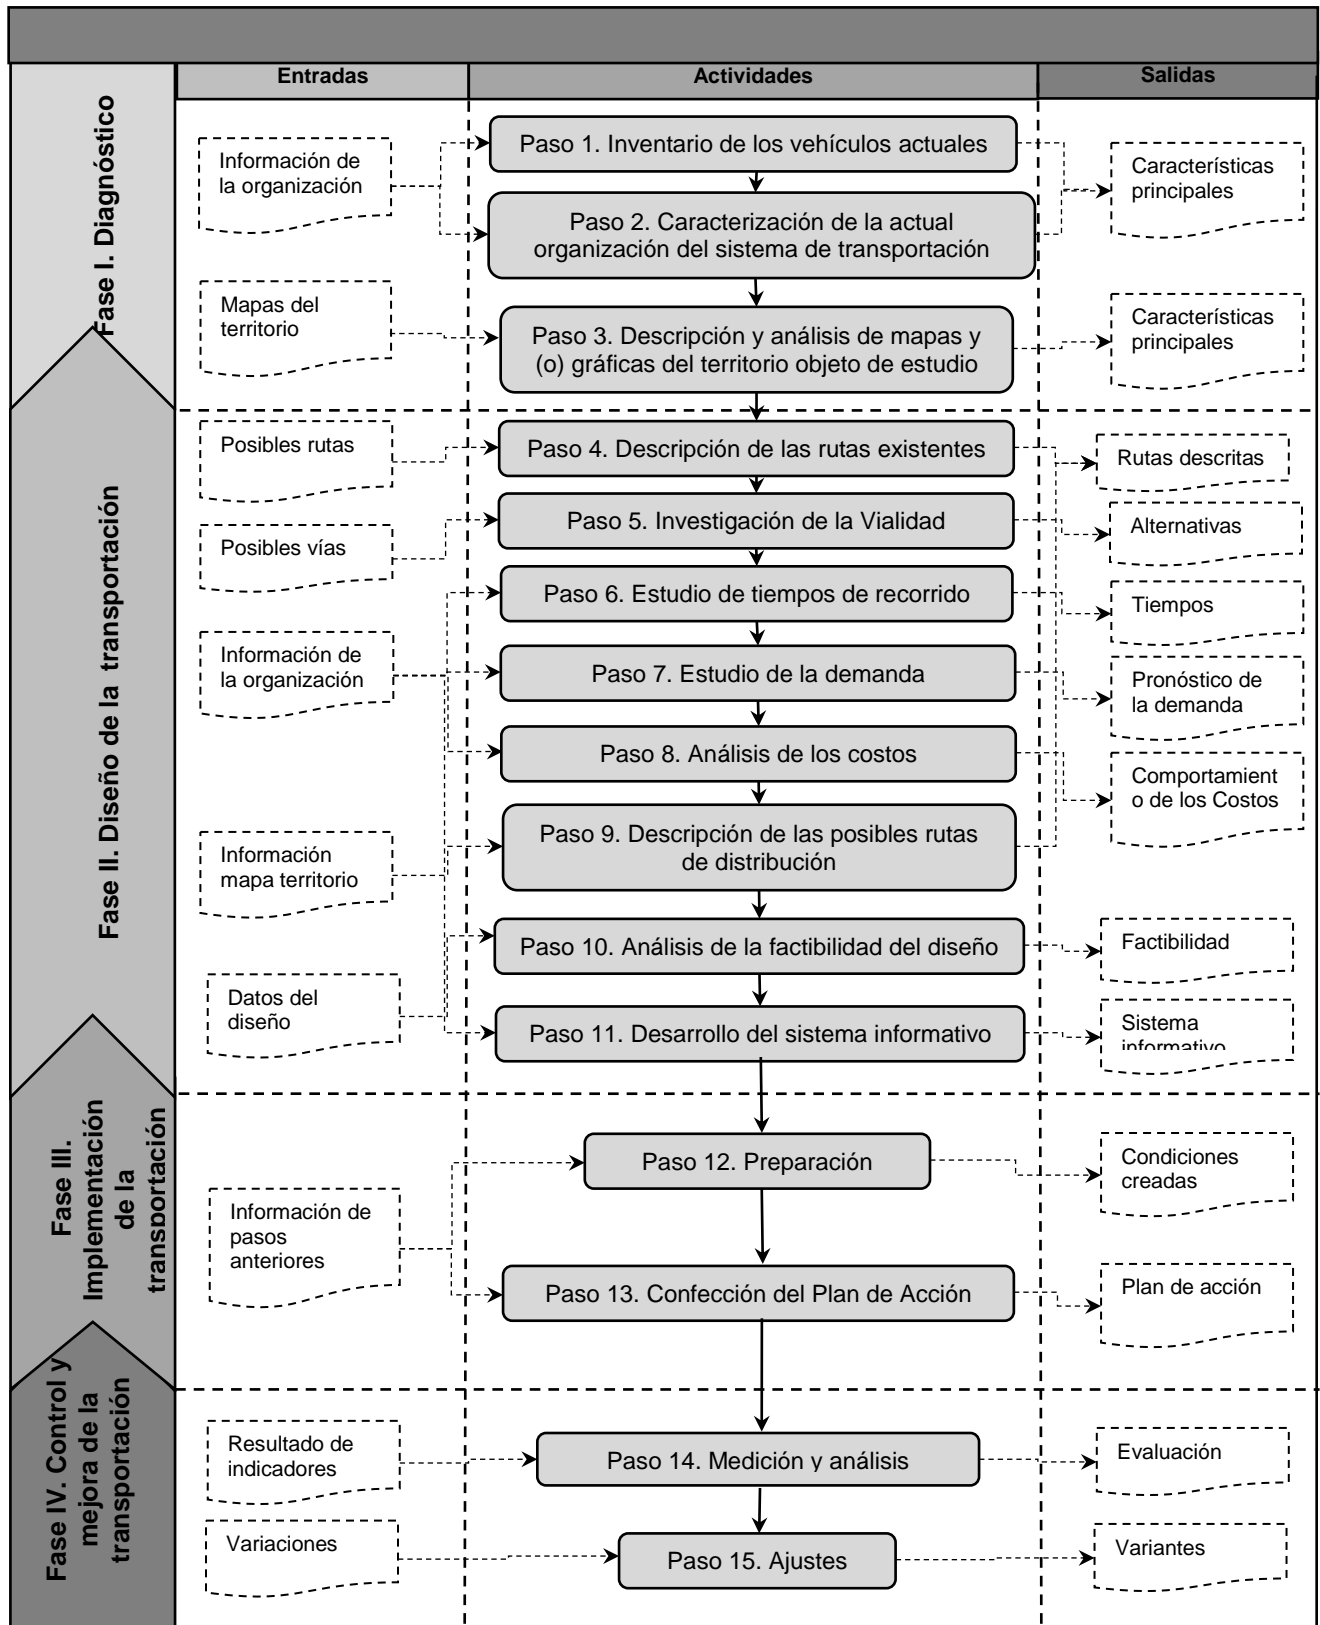 Entradas
Actividades
Salidas
Fase I. Diagnóstico
Información de
la organización
Paso 1. Inventario de los vehículos actuales
Características
principales
Paso 2. Caracterización de la actual
organización del sistema de transportación
Mapas del
territorio
Paso 3. Descripción y análisis de mapas y
(o) gráficas del territorio objeto de estudio
Características
principales
Fase II. Diseño de la transportación
Posibles rutas
Paso 4. Descripción de las rutas existentes
Rutas descritas
Posibles vías
Paso 5. Investigación de la Vialidad
Alternativas
Paso 6. Estudio de tiempos de recorrido
Tiempos
Información de
la organización
Paso 7. Estudio de la demanda
Pronóstico de
la demanda
Paso 8. Análisis de los costos
Comportamient
o de los Costos
Información
mapa territorio
Paso 9. Descripción de las posibles rutas
de distribución
Paso 10. Análisis de la factibilidad del diseño
Factibilidad
Datos del
diseño
Paso 11. Desarrollo del sistema informativo
Sistema
informativo
Fase III.
Implementación
de la
transportación
Paso 12. Preparación
Condiciones
creadas
Información de
pasos
anteriores
Paso 13. Confección del Plan de Acción
Plan de acción
Fase IV. Control y
mejora de la
transportación
Resultado de
indicadores
Paso 14. Medición y análisis
Evaluación
Variaciones
Paso 15. Ajustes
Variantes